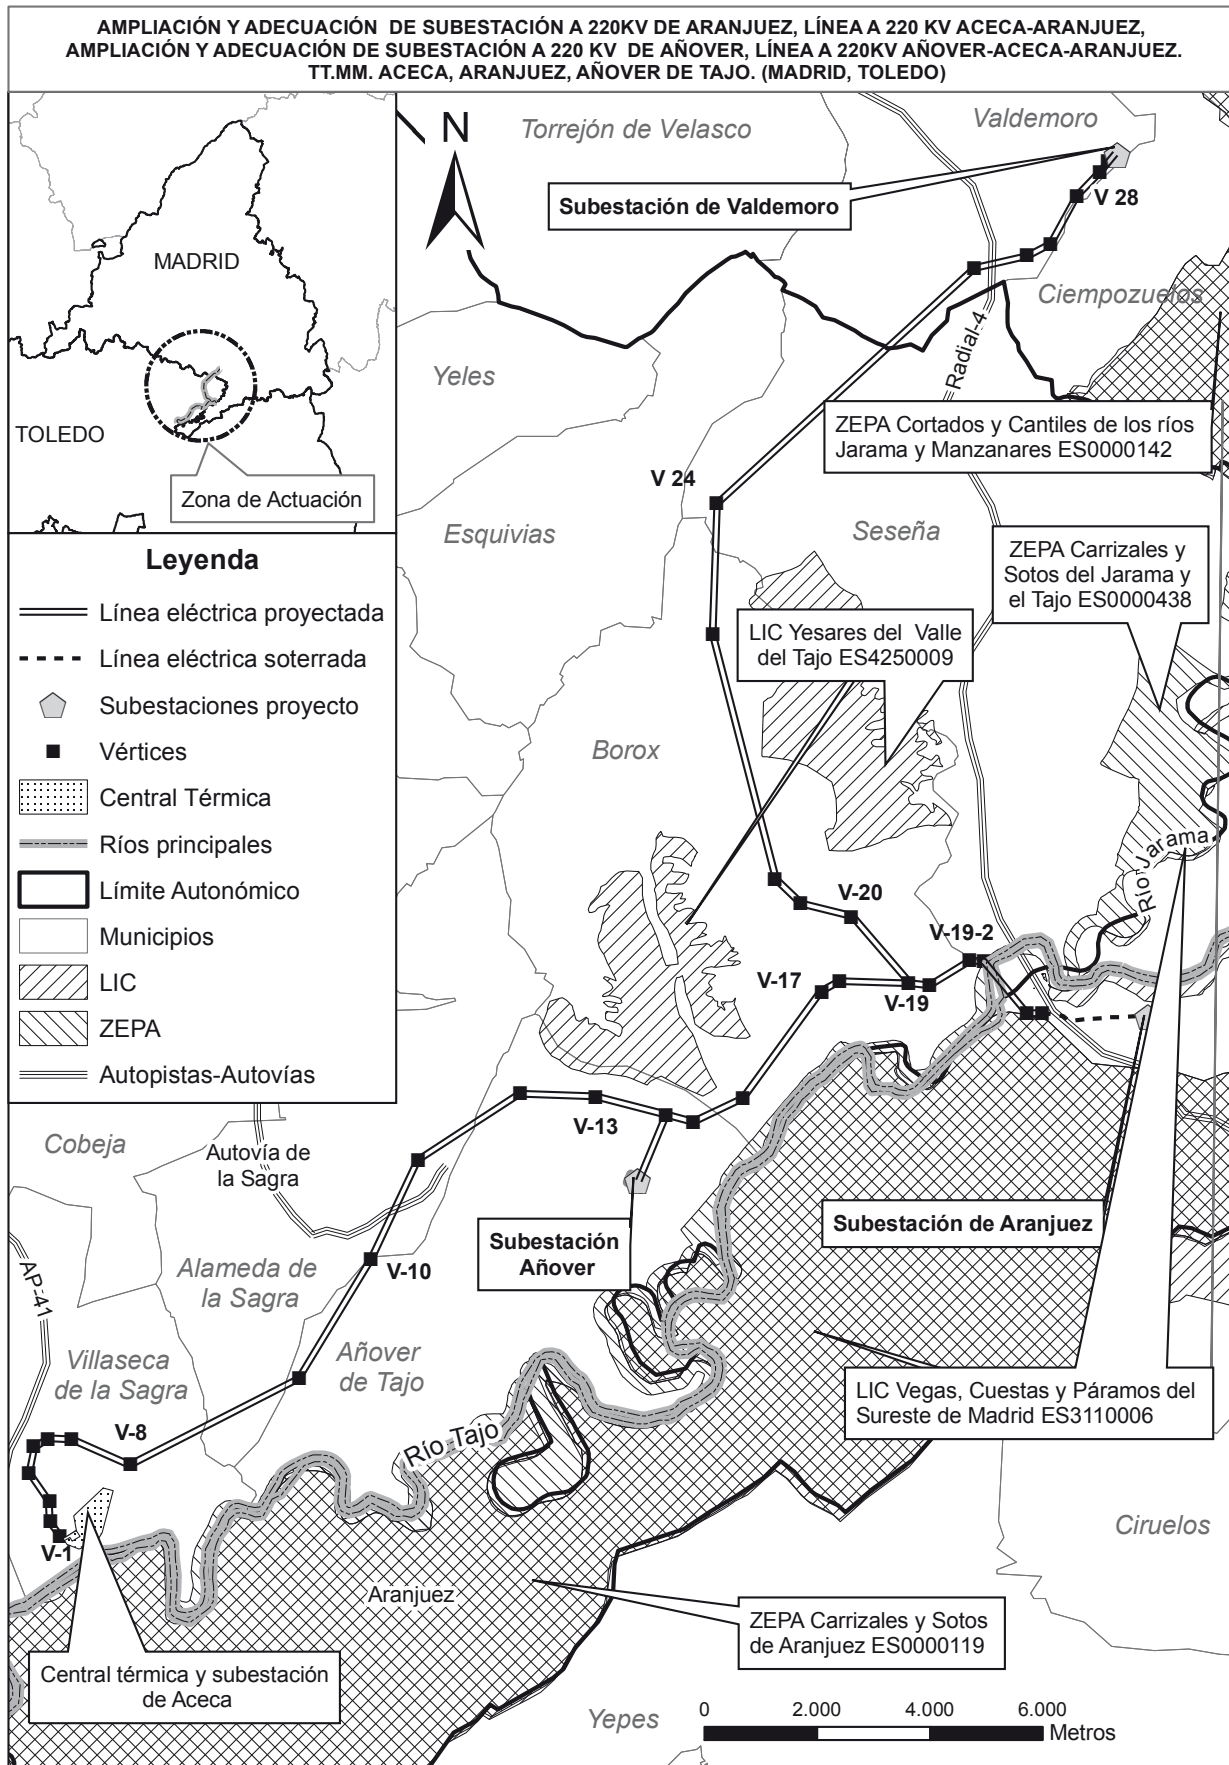 AMPLIACIÓN Y ADECUACIÓN DE SUBESTACIÓN A 220KV DE ARANJUEZ, LÍNEA A 220 KV ACECA-ARANJUEZ,
AMPLIACIÓN Y ADECUACIÓN DE SUBESTACIÓN A 220 KV DE AÑOVER, LÍNEA A 220KV AÑOVER-ACECA-ARANJUEZ.
TT.MM. ACECA, ARANJUEZ, AÑOVER DE TAJO. (MADRID, TOLEDO)
MADRID
TOLEDO
Zona de Actuación
Leyenda
Línea eléctrica proyectada
Línea eléctrica soterrada
Subestaciones proyecto
Vértices
Central Térmica
Ríos principales
Límite Autonómico
Municipios
LIC
ZEPA
Autopistas-Autovías
N
Torrejón de Velasco
Valdemoro
Subestación de Valdemoro
V 28
Ciempozuelos
Radial-4
Yeles
ZEPA Cortados y Cantiles de los ríos
Jarama y Manzanares ES0000142
V 24
Esquivias
Seseña
ZEPA Carrizales y
Sotos del Jarama y
el Tajo ES0000438
LIC Yesares del Valle
del Tajo ES4250009
Borox
Río Jarama
V-20
V-19-2
V-17
V-19
V-13
Cobeja
Autovía de
la Sagra
Subestación
Añover
Subestación de Aranjuez
V-10
Alameda de
la Sagra
AP-41
Villaseca
de la Sagra
Añover
de Tajo
LIC Vegas, Cuestas y Páramos del
Sureste de Madrid ES3110006
V-8
Río Tajo
Ciruelos
V-1
Aranjuez
ZEPA Carrizales y Sotos
de Aranjuez ES0000119
Central térmica y subestación
de Aceca
Yepes
0 2.000 4.000 6.000
Metros